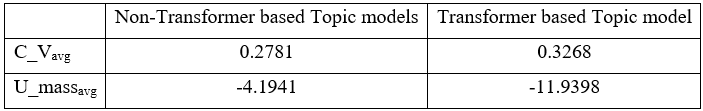 Non-Transformer based Topic models Transformer based Topic model
C_Vavg 0.2781 0.3268
U_massavg -4.1941 -11.9398